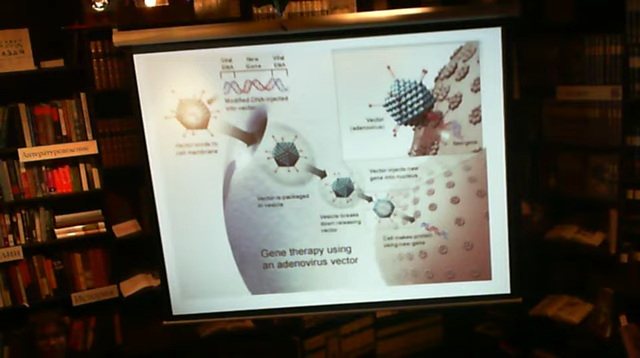 Viral New Viral
DNA Gene DNA
Modified DNA injected
into vector
Vector binds to
cell membrane
Vector is packaged
in vesicle
Vesicle breaks
down releasing
vector
Vector injects new
gene into nucleus
Cell makes protein
using new gene
Vector
(adenovirus)
Gene therapy using
an adenovirus vector